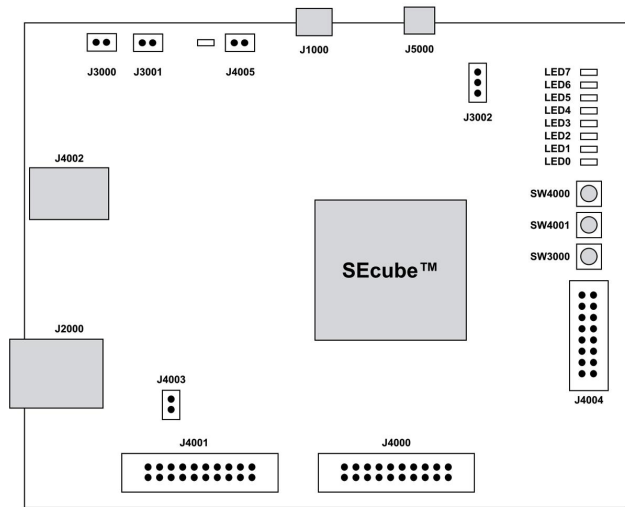 J1000
J5000
J3000
J3001
J4005
J3002
LED7
LED6
LED5
LED4
LED3
LED2
LED1
LED0
J4002
SW4000
SW4001
SW3000
SEcube™
J2000
J4003
J4004
J4001
J4000